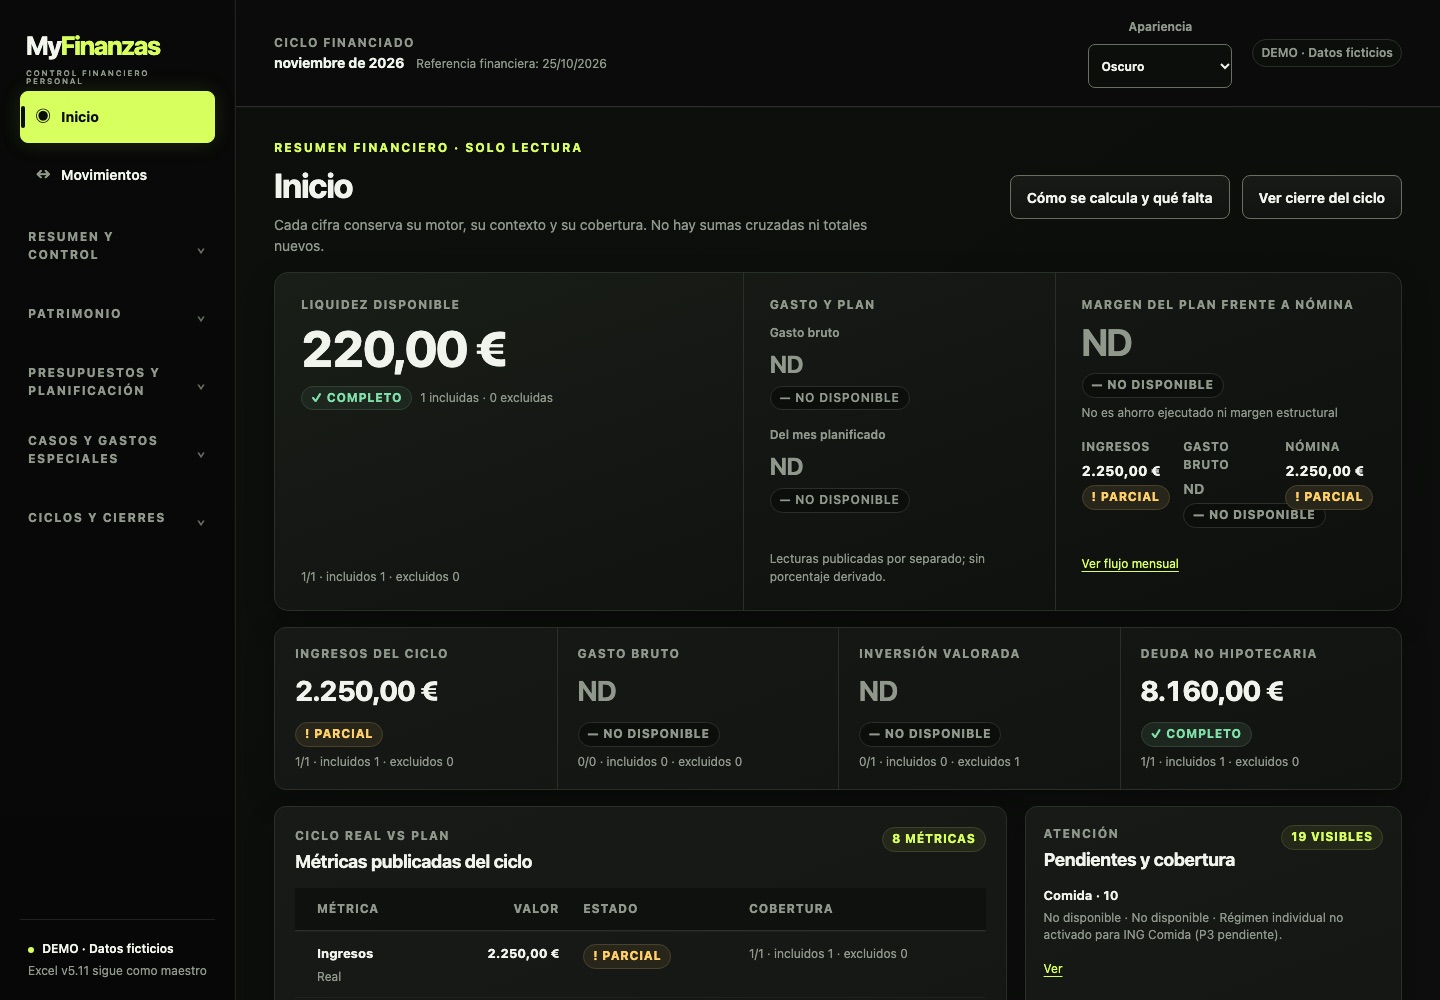 MyFinanzas
CONTROL FINANCIERO
PERSONAL
Inicio
Movimientos
RESUMEN Y
CONTROL
PATRIMONIO
PRESUPUESTOS Y
PLANIFICACIÓN
CASOS Y GASTOS
ESPECIALES
CICLOS Y CIERRES
DEMO · Datos ficticios
Excel v5.11 sigue como maestro
CICLO FINANCIADO
noviembre de 2026 Referencia financiera: 25/10/2026
Apariencia
Oscuro
DEMO · Datos ficticios
RESUMEN FINANCIERO · SOLO LECTURA
Inicio
Cada cifra conserva su motor, su contexto y su cobertura. No hay sumas cruzadas ni totales
nuevos.
Cómo se calcula y qué falta
Ver cierre del ciclo
LIQUIDEZ DISPONIBLE
220,00 €
✓ COMPLETO 1 incluidas · 0 excluidas
1/1 · incluidos 1 · excluidos 0
GASTO Y PLAN
Gasto bruto
ND
— NO DISPONIBLE
Del mes planificado
ND
— NO DISPONIBLE
Lecturas publicadas por separado; sin
porcentaje derivado.
MARGEN DEL PLAN FRENTE A NÓMINA
ND
— NO DISPONIBLE
No es ahorro ejecutado ni margen estructural
INGRESOS
2.250,00 €
! PARCIAL
GASTO
BRUTO
ND
— NO DISPONIBLE
NÓMINA
2.250,00 €
! PARCIAL
Ver flujo mensual
INGRESOS DEL CICLO
2.250,00 €
! PARCIAL
1/1 · incluidos 1 · excluidos 0
GASTO BRUTO
ND
— NO DISPONIBLE
0/0 · incluidos 0 · excluidos 0
INVERSIÓN VALORADA
ND
— NO DISPONIBLE
0/1 · incluidos 0 · excluidos 1
DEUDA NO HIPOTECARIA
8.160,00 €
✓ COMPLETO
1/1 · incluidos 1 · excluidos 0
CICLO REAL VS PLAN
Métricas publicadas del ciclo
8 MÉTRICAS
MÉTRICA VALOR ESTADO COBERTURA
Ingresos 2.250,00 € ! PARCIAL 1/1 · incluidos 1 · excluidos 0
Real
ATENCIÓN
Pendientes y cobertura
19 VISIBLES
Comida · 10
No disponible · No disponible · Régimen individual no
activado para ING Comida (P3 pendiente).
Ver